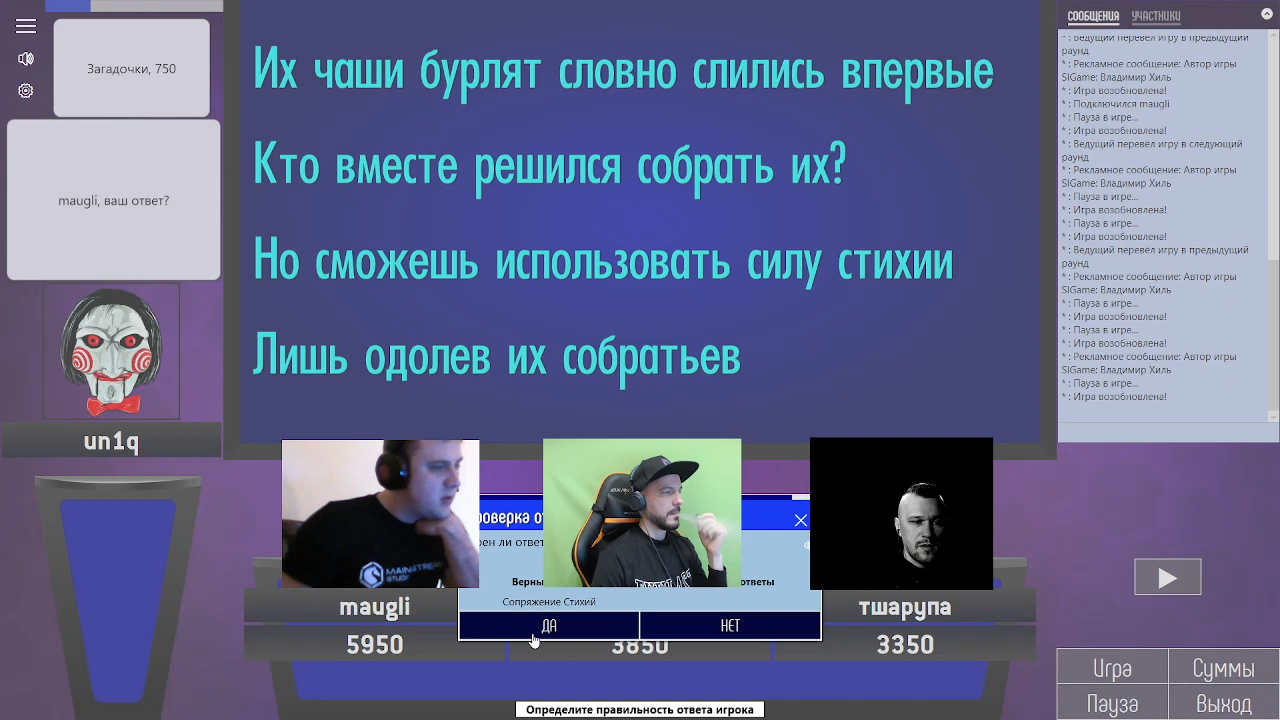 Загадочки, 750
maugli, ваш ответ?
un1q
Их чаши бурлят словно слились впервые
Кто вместе решился собрать их?
Но сможешь использовать силу стихии
Лишь одолев их собратьев
СООБЩЕНИЯ УЧАСТНИКИ
* : Ведущий перевёл игру в предыдущий
раунд
* : Рекламное сообщение: Автор игры
SIGame: Владимир Хиль
* : Игра возобновлена!
* : Подключился maugli
* : Пауза в игре...
* : Игра возобновлена!
* : Ведущий перевёл игру в следующий
раунд
* : Рекламное сообщение: Автор игры
SIGame: Владимир Хиль
* : Пауза в игре...
* : Игра возобновлена!
* : Пауза в игре...
* : Игра возобновлена!
* : Ведущий перевёл игру в предыдущий
раунд
* : Рекламное сообщение: Автор игры
SIGame: Владимир Хиль
* : Пауза в игре...
* : Игра возобновлена!
* : Пауза в игре...
* : Игра возобновлена!
* : Рекламное сообщение: Автор игры
SIGame: Владимир Хиль
* : Пауза в игре...
* : Игра возобновлена!
роверка о
рен ли ответ
Верны
ответы
Сопряжение Стихий
ДА НЕТ
maugli
5950
3850
тшарупа
3350
Определите правильность ответа игрока
Игра Суммы
Пауза Выход